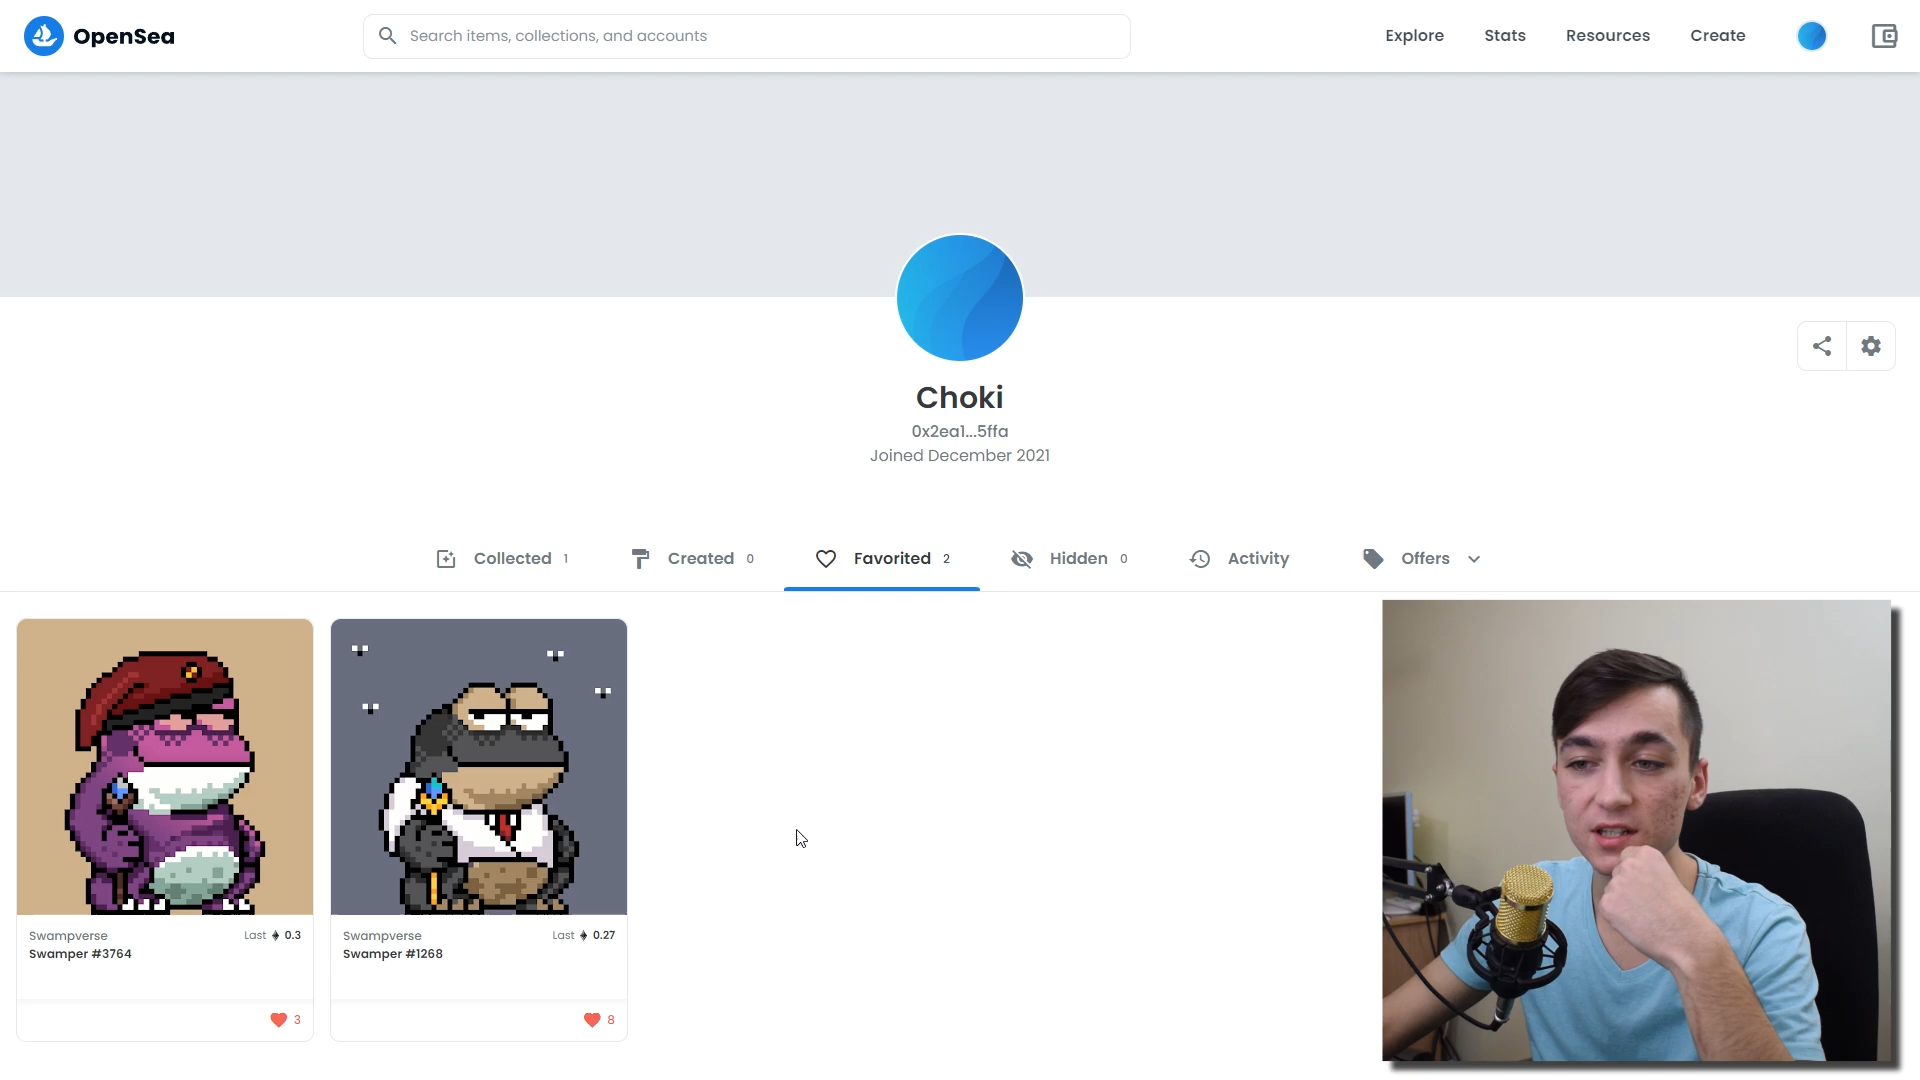 OpenSea
Search items, collections, and accounts
Explore
Stats
Resources
Create
Choki
0x2ea1...5ffa
Joined December 2021
Collected 1
Created 0
Favorited 2
Hidden 0
Activity
Offers
Swampverse
Last 0.3
Swamper #3764
3
Swampverse
Last 0.27
Swamper #1268
8